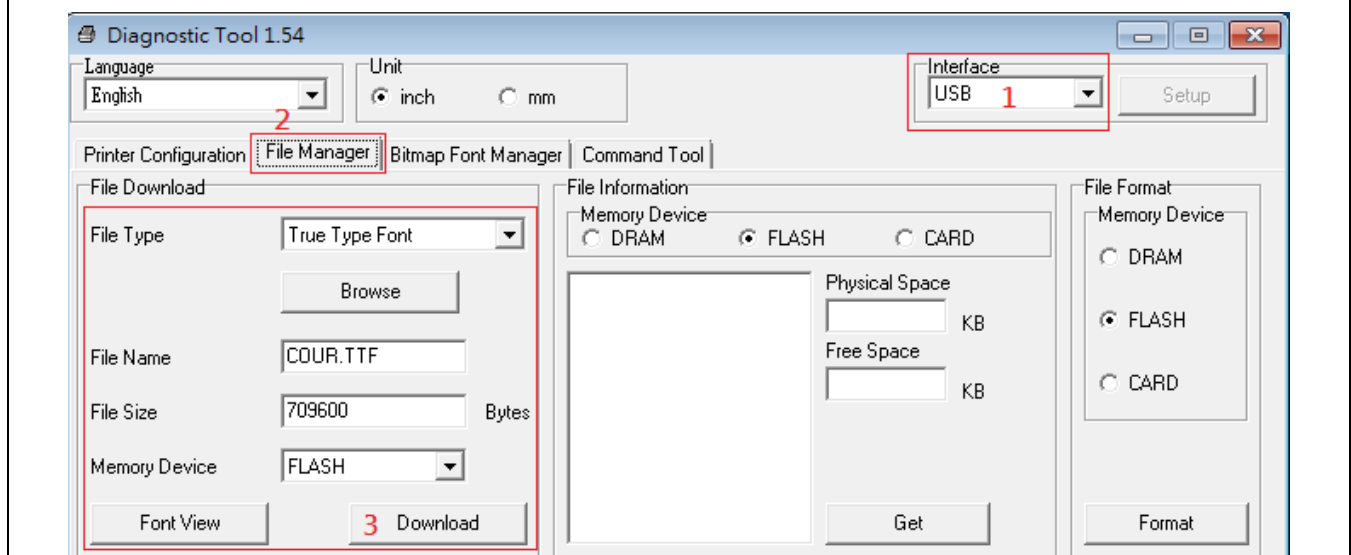 Diagnostic Tool 1.54
Language
Unit
Interface
English
inch
mm
USB
1
Setup
2
Printer Configuration
File Manager
Bitmap Font Manager
Command Tool
File Download
File Type
True Type Font
Browse
File Name
COUR.TTF
File Size
709600
Bytes
Memory Device
FLASH
Font View
3
Download
File Information
Memory Device
DRAM
FLASH
CARD
Physical Space
KB
Free Space
KB
Get
File Format
Memory Device
DRAM
FLASH
CARD
Format